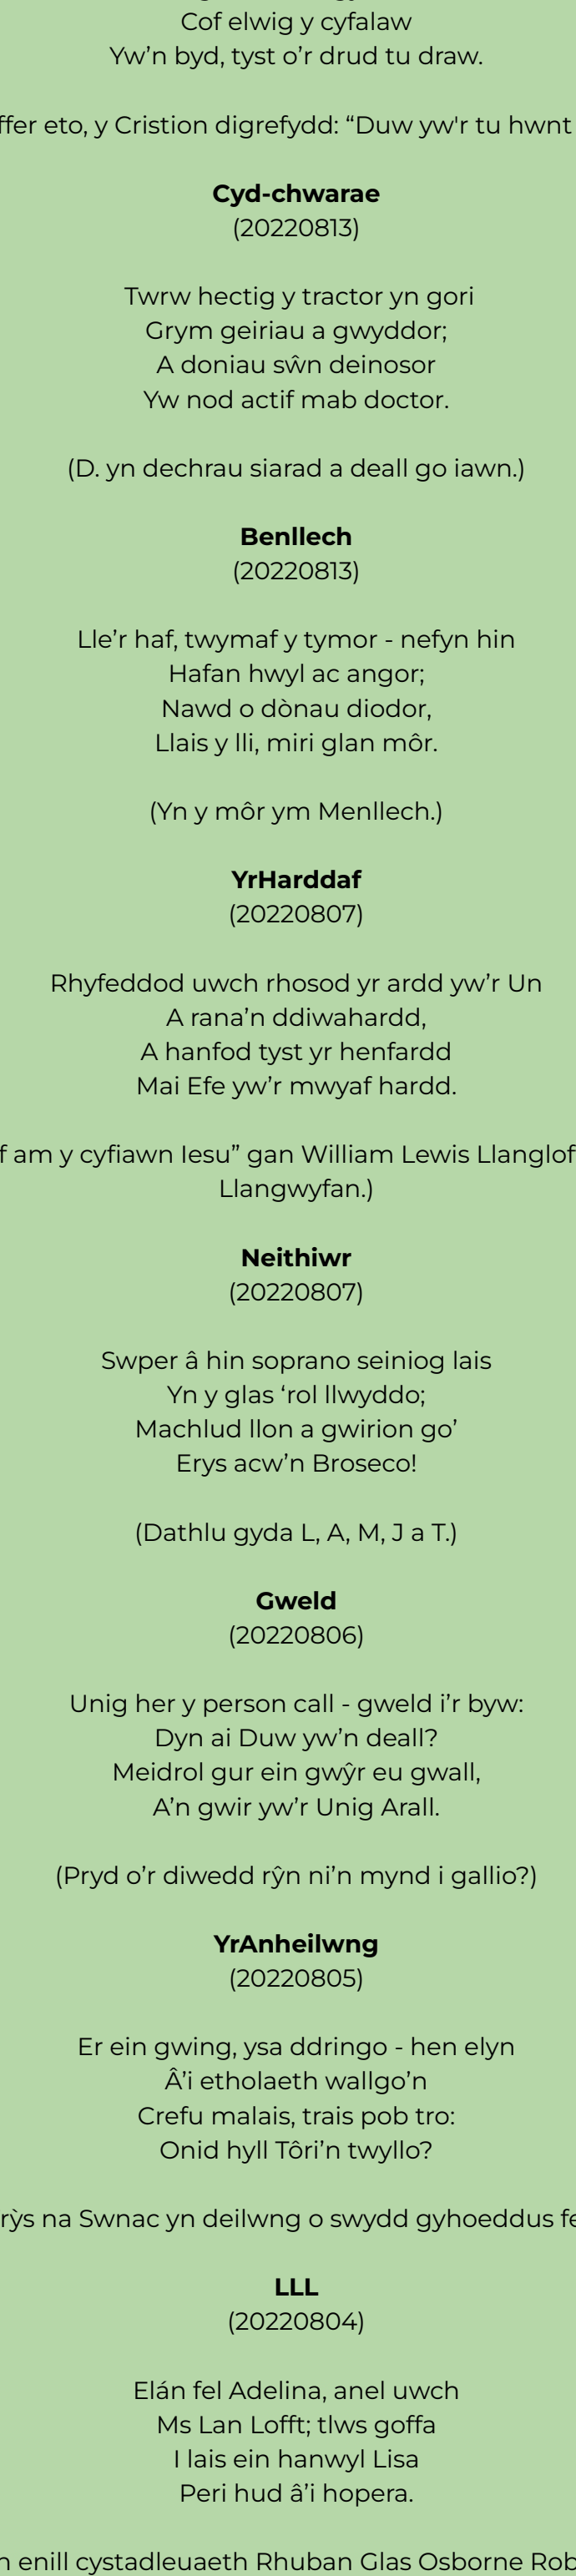 Cof elwig y cyfalaw
Yw’n byd, tyst o’r drud tu draw.
eto, y Cristion digrefydd: “Duw yw'r tu hwnt
Cyd-chwarae
(20220813)
Twrw hectig y tractor yn gori
Grym geiriau a gwyddor;
A doniau sŵn deinosor
Yw nod actif mab doctor.
(D. yn dechrau siarad a deall go iawn.)
Benllech
(20220813)
Lle’r haf, twymaf y tymor - nefyn hin
Hafan hwyl ac angor;
Nawd o dònau diodor,
Llais y lli, miri glan môr.
(Yn y môr ym Menllech.)
YrHarddaf
(20220807)
Rhyfeddod uwch rhosod yr ardd yw’r Un
A rana’n ddiwahardd,
A hanfod tyst yr henfardd
Mai Efe yw’r mwyaf hardd.
am y cyfiawn Iesu” gan William Lewis
Llangwyfan.)
Neithiwr
(20220807)
Swper â hin soprano seiniog lais
Yn y glas ‘rol llwyddo;
Machlud llon a gwirion go’
Erys acw’n Broseco!
(Dathlu gyda L, A, M, J a T.)
Gweld
(20220806)
Unig her y person call - gweld i’r byw:
Dyn ai Duw yw’n deall?
Meidrol gur ein gwŷr eu gwall,
A’n gwir yw’r Unig Arall.
(Pryd o’r diwedd rŷn ni’n mynd i gallio?)
YrAnheilwng
(20220805)
Er ein gwing, ysa ddringo - hen elyn
Â’i etholaeth wallgo’n
Crefu malais, trais pob tro:
Onid hyll Tôri’n twyllo?
na Swnac yn deilwng o swydd gyhoeddus
LLL
(20220804)
Elán fel Adelina, anel uwch
Ms Lan Lofft; tlws goffa
I lais ein hanwyl Lisa
Peri hud â’i hopera.
enill cystadleuaeth Rhuban Glas Osborne